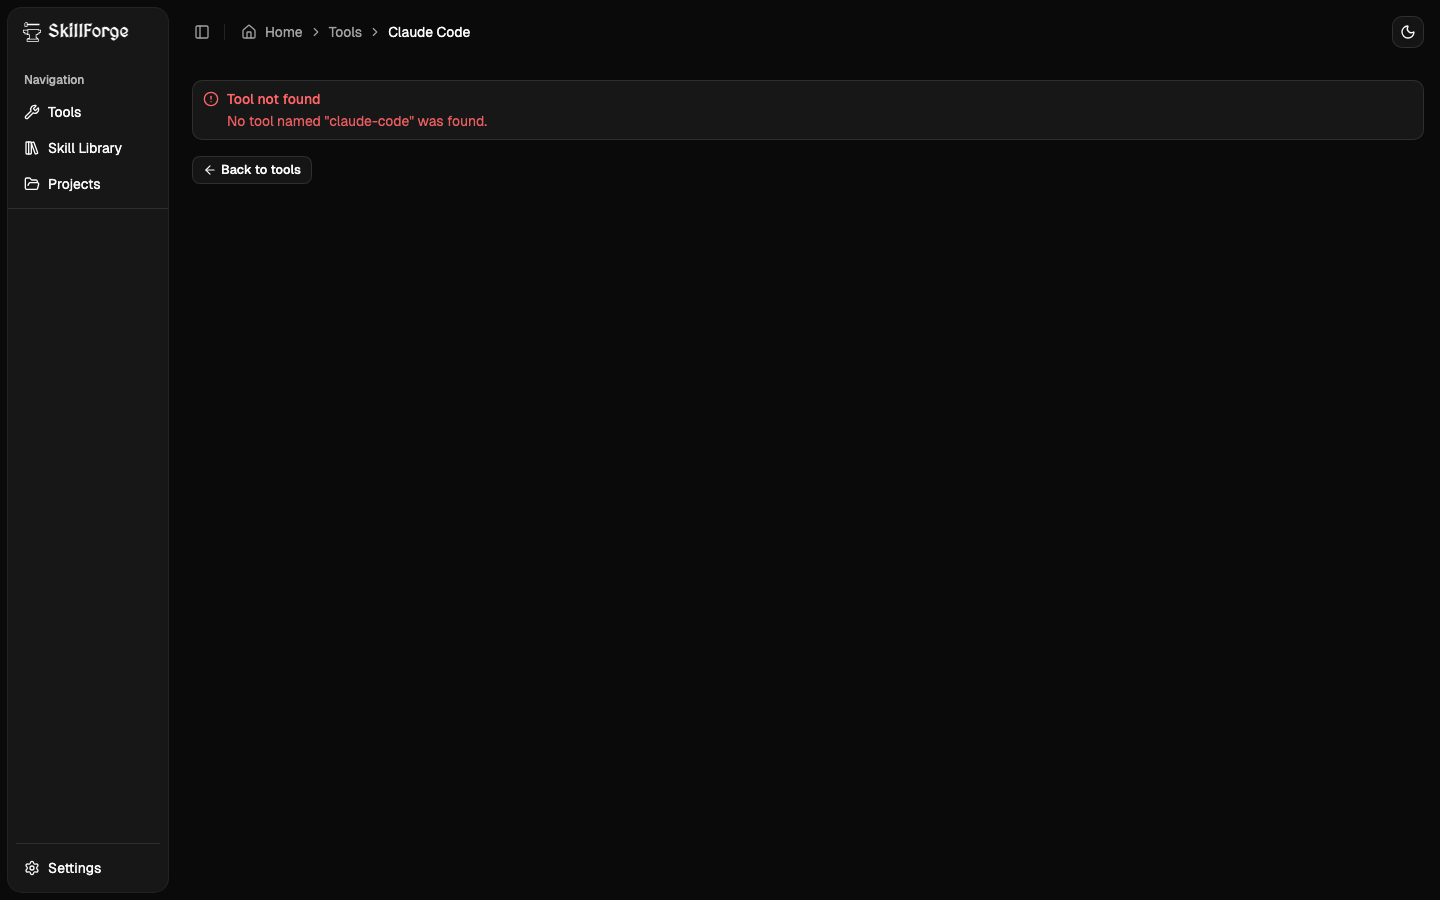 SkillForge
Home > Tools > Claude Code
Navigation
Tools
Skill Library
Projects
Tool not found
No tool named "claude-code" was found.
Back to tools
Settings